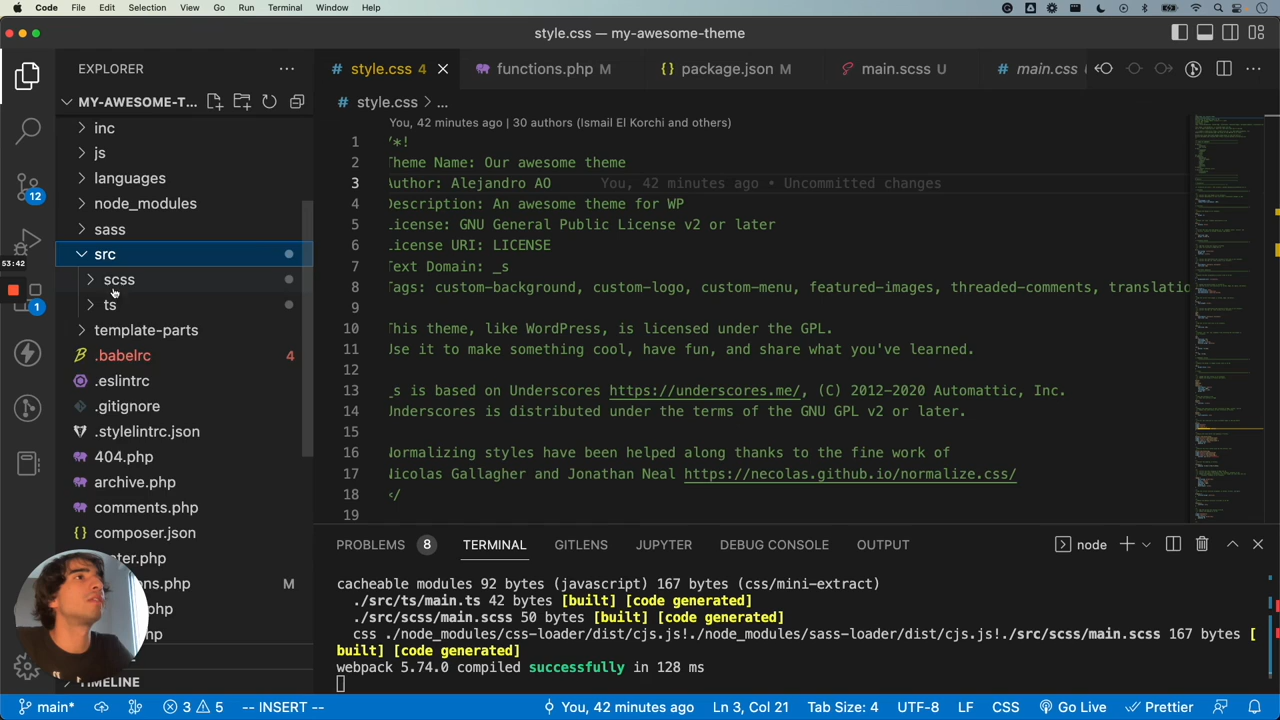 Code File Edit Selection View Go Run Terminal Window Help
style.css — my-awesome-theme
EXPLORER
MY-AWESOME-T...
inc
js
languages
node_modules
sass
src
scss
ts
template-parts
.babelrc 4
.eslintrc
.gitignore
.stylelintrc.json
404.php
archive.php
comments.php
composer.json
ons.php M
TIMELINE
12
53:42
1
style.css 4
functions.php M
package.json M
main.scss U
main.css
style.css > ...
You, 42 minutes ago | 30 authors (Ismail El Korchi and others)
1 /*!
2 Theme Name: Our awesome theme
3 Author: Alejandro AO You, 42 minutes ago • Uncommitted changes
4 Description: An awesome theme for WP
5 License: GNU General Public License v2 or later
6 License URI: LICENSE
7 Text Domain: _s
8 Tags: custom-background, custom-logo, custom-menu, featured-images, threaded-comments, translatio
9
10 This theme, like WordPress, is licensed under the GPL.
11 Use it to make something cool, have fun, and share what you've learned.
12
13 _s is based on Underscores https://underscores.me/, (C) 2012-2020 Automattic, Inc.
14 Underscores is distributed under the terms of the GNU GPL v2 or later.
15
16 Normalizing styles have been helped along thanks to the fine work of
17 Nicolas Gallagher and Jonathan Neal https://necolas.github.io/normalize.css/
18 */
19
PROBLEMS 8 TERMINAL GITLENS JUPYTER DEBUG CONSOLE OUTPUT node
cacheable modules 92 bytes (javascript) 167 bytes (css/mini-extract)
./src/ts/main.ts 42 bytes [built] [code generated]
./src/scss/main.scss 50 bytes [built] [code generated]
css ./node_modules/css-loader/dist/cjs.js!./node_modules/sass-loader/dist/cjs.js!./src/scss/main.scss 167 bytes [
built] [code generated]
webpack 5.74.0 compiled successfully in 128 ms
main* 3 5 -- INSERT -- You, 42 minutes ago Ln 3, Col 21 Tab Size: 4 UTF-8 LF CSS Go Live Prettier